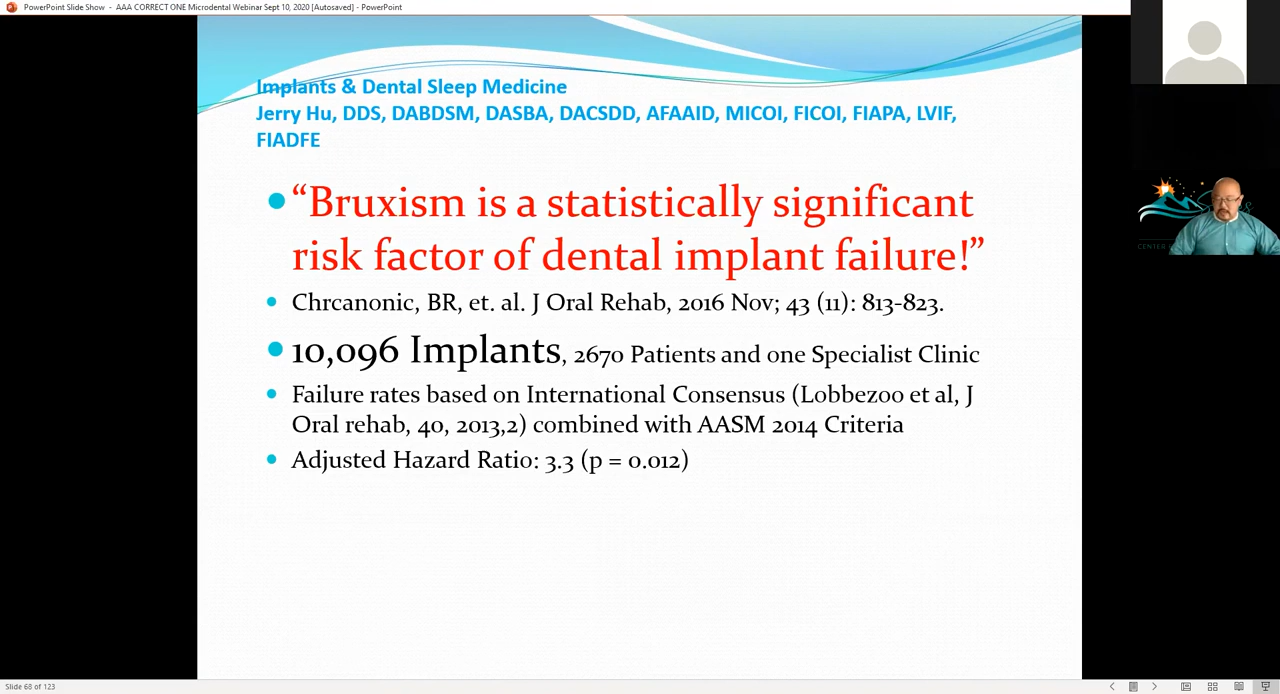 PowerPoint Slide Show - AAA CORRECT ONE Microdental Webinar Sept 10, 2020 [Autosaved] - PowerPoint
Implants & Dental Sleep Medicine
Jerry Hu, DDS, DABDSM, DASBA, DACSDD, AFAAID, MICOI, FICOI, FIAPA, LVIF,
FIADFE
• “Bruxism is a statistically significant
risk factor of dental implant failure!”
• Chrcanonic, BR, et. al. J Oral Rehab, 2016 Nov; 43 (11): 813-823.
• 10,096 Implants, 2670 Patients and one Specialist Clinic
• Failure rates based on International Consensus (Lobbezoo et al, J
Oral rehab, 40, 2013,2) combined with AASM 2014 Criteria
• Adjusted Hazard Ratio: 3.3 (p = 0.012)
Slide 68 of 123